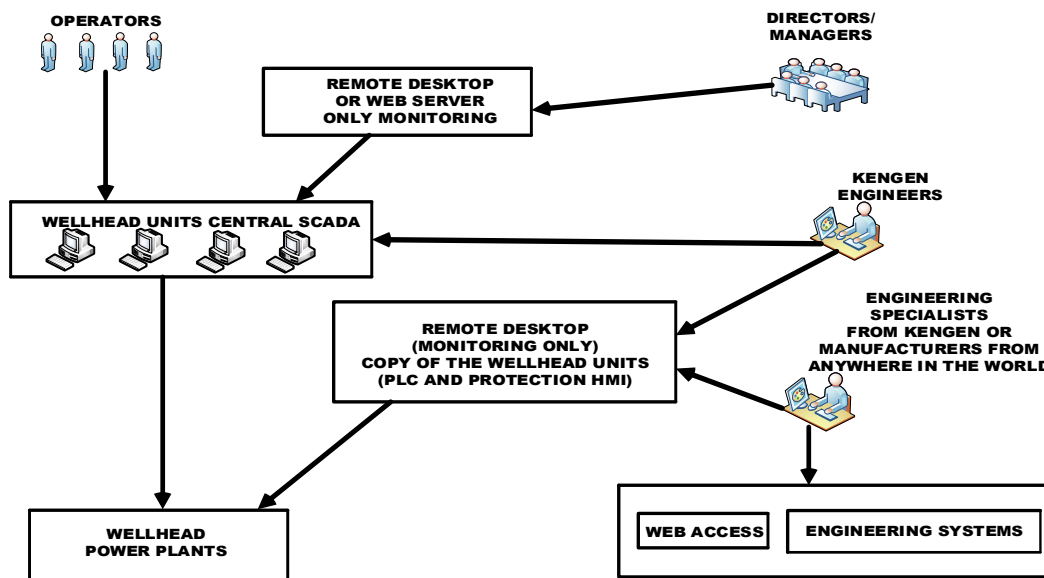 OPERATORS
DIRECTORS/
MANAGERS
REMOTE DESKTOP
OR WEB SERVER
ONLY MONITORING
KENGEN
ENGINEERS
WELLHEAD UNITS CENTRAL SCADA
ENGINEERING
SPECIALISTS
FROM KENGEN OR
MANUFACTURERS FROM
ANYWHERE IN THE WORLD
REMOTE DESKTOP
(MONITORING ONLY)
COPY OF THE WELLHEAD UNITS
(PLC AND PROTECTION HMI)
WELLHEAD
POWER PLANTS
WEB ACCESS
ENGINEERING SYSTEMS